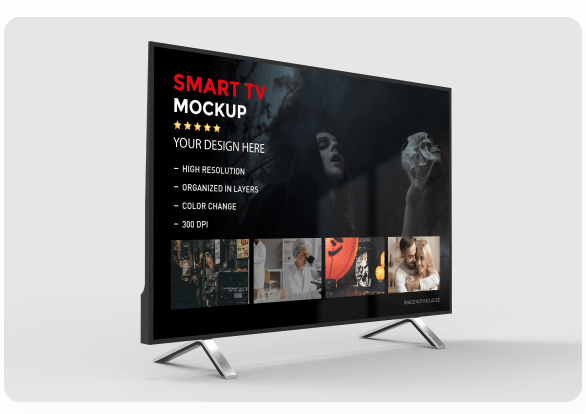 SMART TV
MOCKUP
YOUR DESIGN HERE
– HIGH RESOLUTION
– ORGANIZED IN LAYERS
– COLOR CHANGE
– 300 DPI
IMAGE NOT INCLUDED